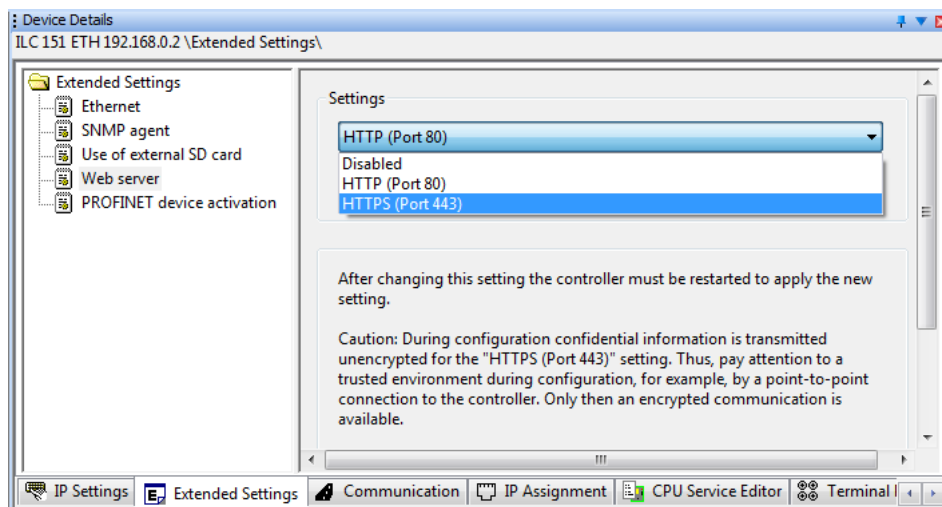 Device Details
ILC 151 ETH 192.168.0.2 \Extended Settings\
Extended Settings
Ethernet
SNMP agent
Use of external SD card
Web server
PROFINET device activation
Settings
HTTP (Port 80)
Disabled
HTTP (Port 80)
HTTPS (Port 443)
After changing this setting the controller must be restarted to apply the new
setting.
Caution: During configuration confidential information is transmitted
unencrypted for the "HTTPS (Port 443)" setting. Thus, pay attention to a
trusted environment during configuration, for example, by a point-to-point
connection to the controller. Only then an encrypted communication is
available.
IP Settings Extended Settings Communication IP Assignment CPU Service Editor Terminal